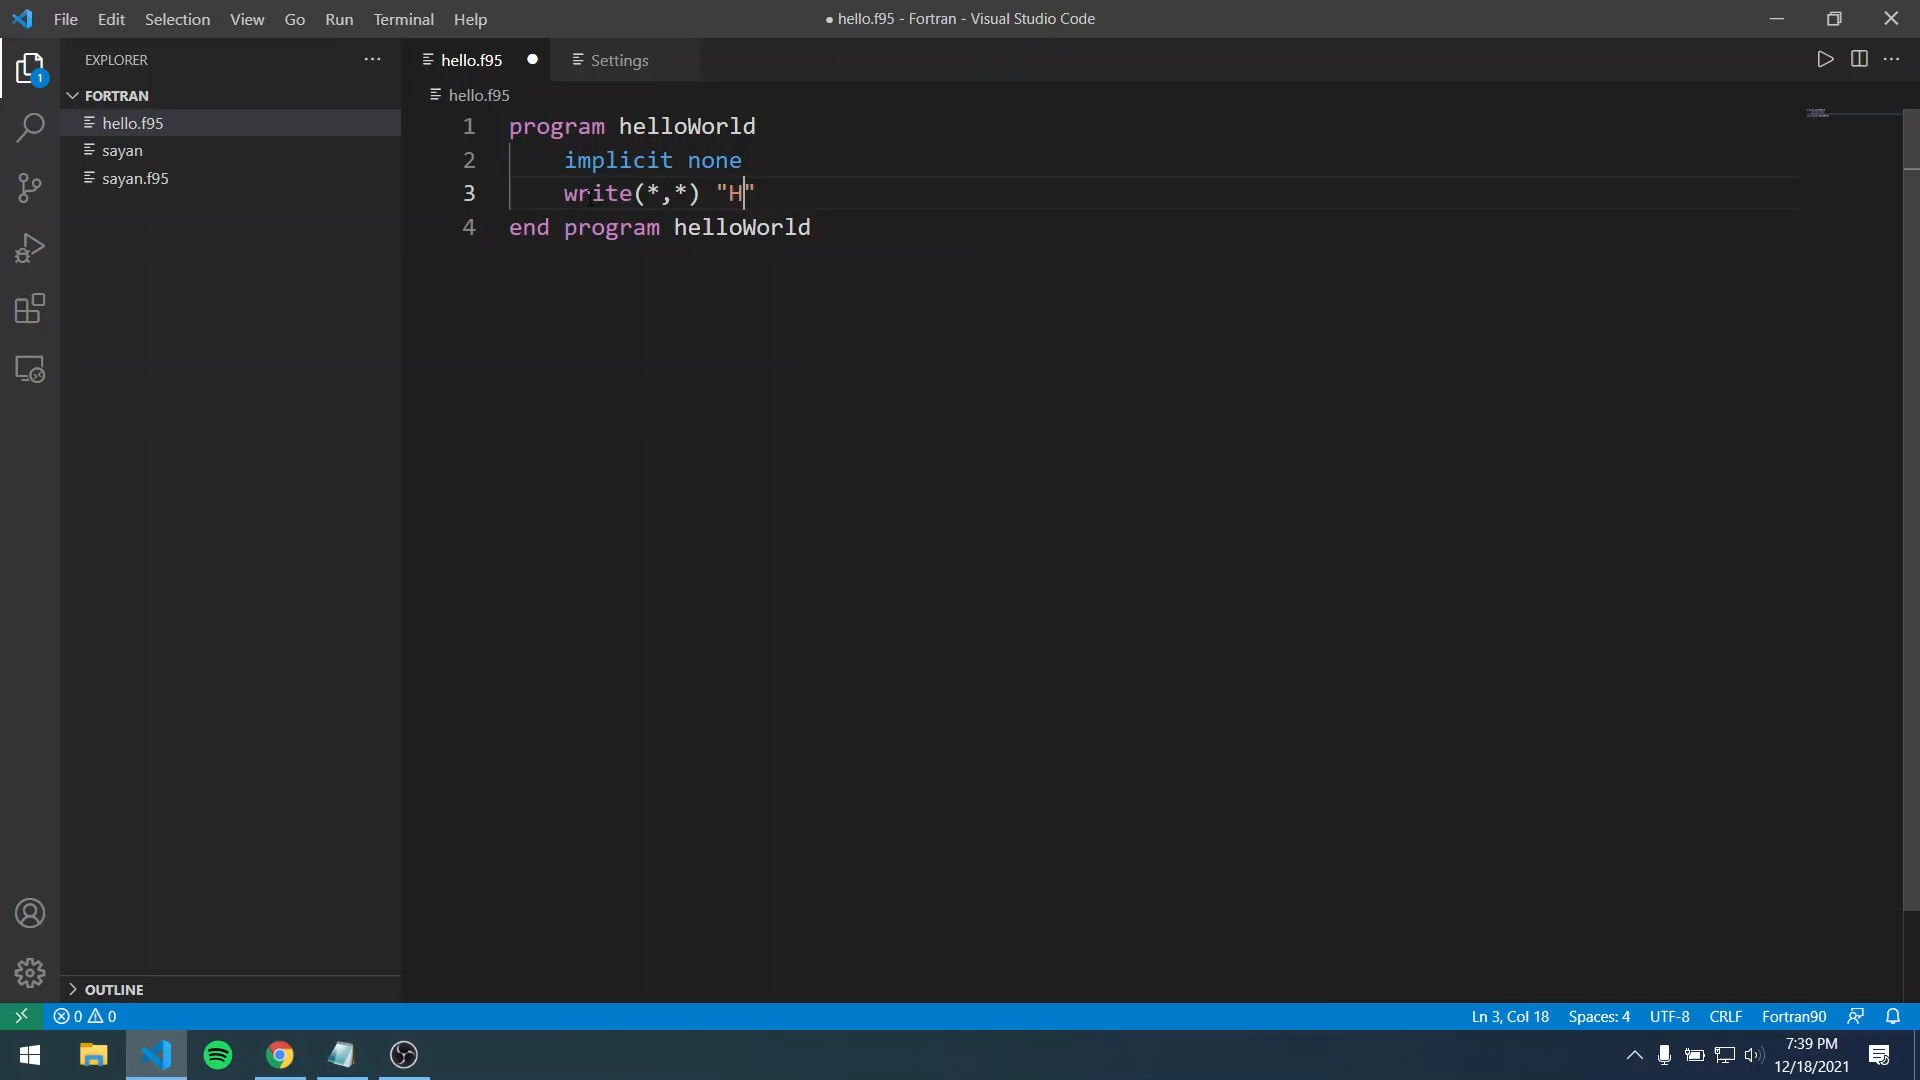 File Edit Selection View Go Run Terminal Help
● hello.f95 - Fortran - Visual Studio Code
EXPLORER
hello.f95
Settings
FORTRAN
hello.f95
sayan
sayan.f95
hello.f95
1 program helloWorld
2 implicit none
3 write(*,*) "H"
4 end program helloWorld
1
OUTLINE
0 0
Ln 3, Col 18 Spaces: 4 UTF-8 CRLF Fortran90
7:39 PM
12/18/2021